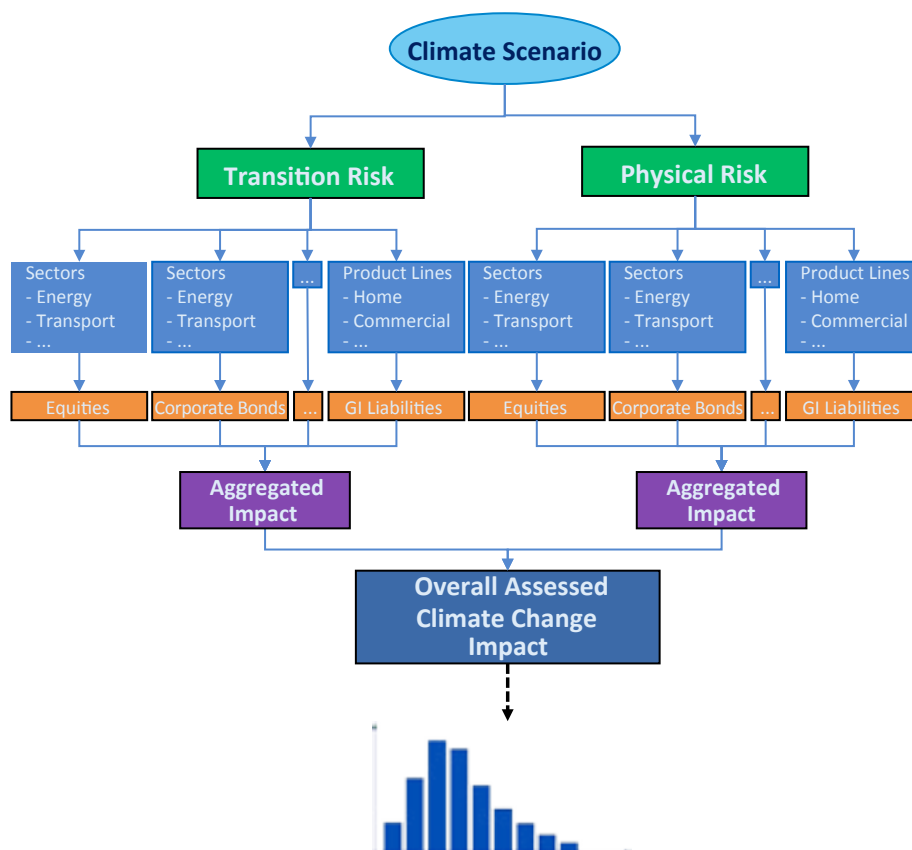 Climate Scenario
Transition Risk
Physical Risk
Sectors
- Energy
- Transport
- ...
Sectors
- Energy
- Transport
- ...
...
Product Lines
- Home
- Commercial
- ...
Sectors
- Energy
- Transport
- ...
Sectors
- Energy
- Transport
- ...
...
Product Lines
- Home
- Commercial
- ...
Equities
Corporate Bonds
...
GI Liabilities
Equities
Corporate Bonds
...
GI Liabilities
Aggregated
Impact
Aggregated
Impact
Overall Assessed
Climate Change
Impact